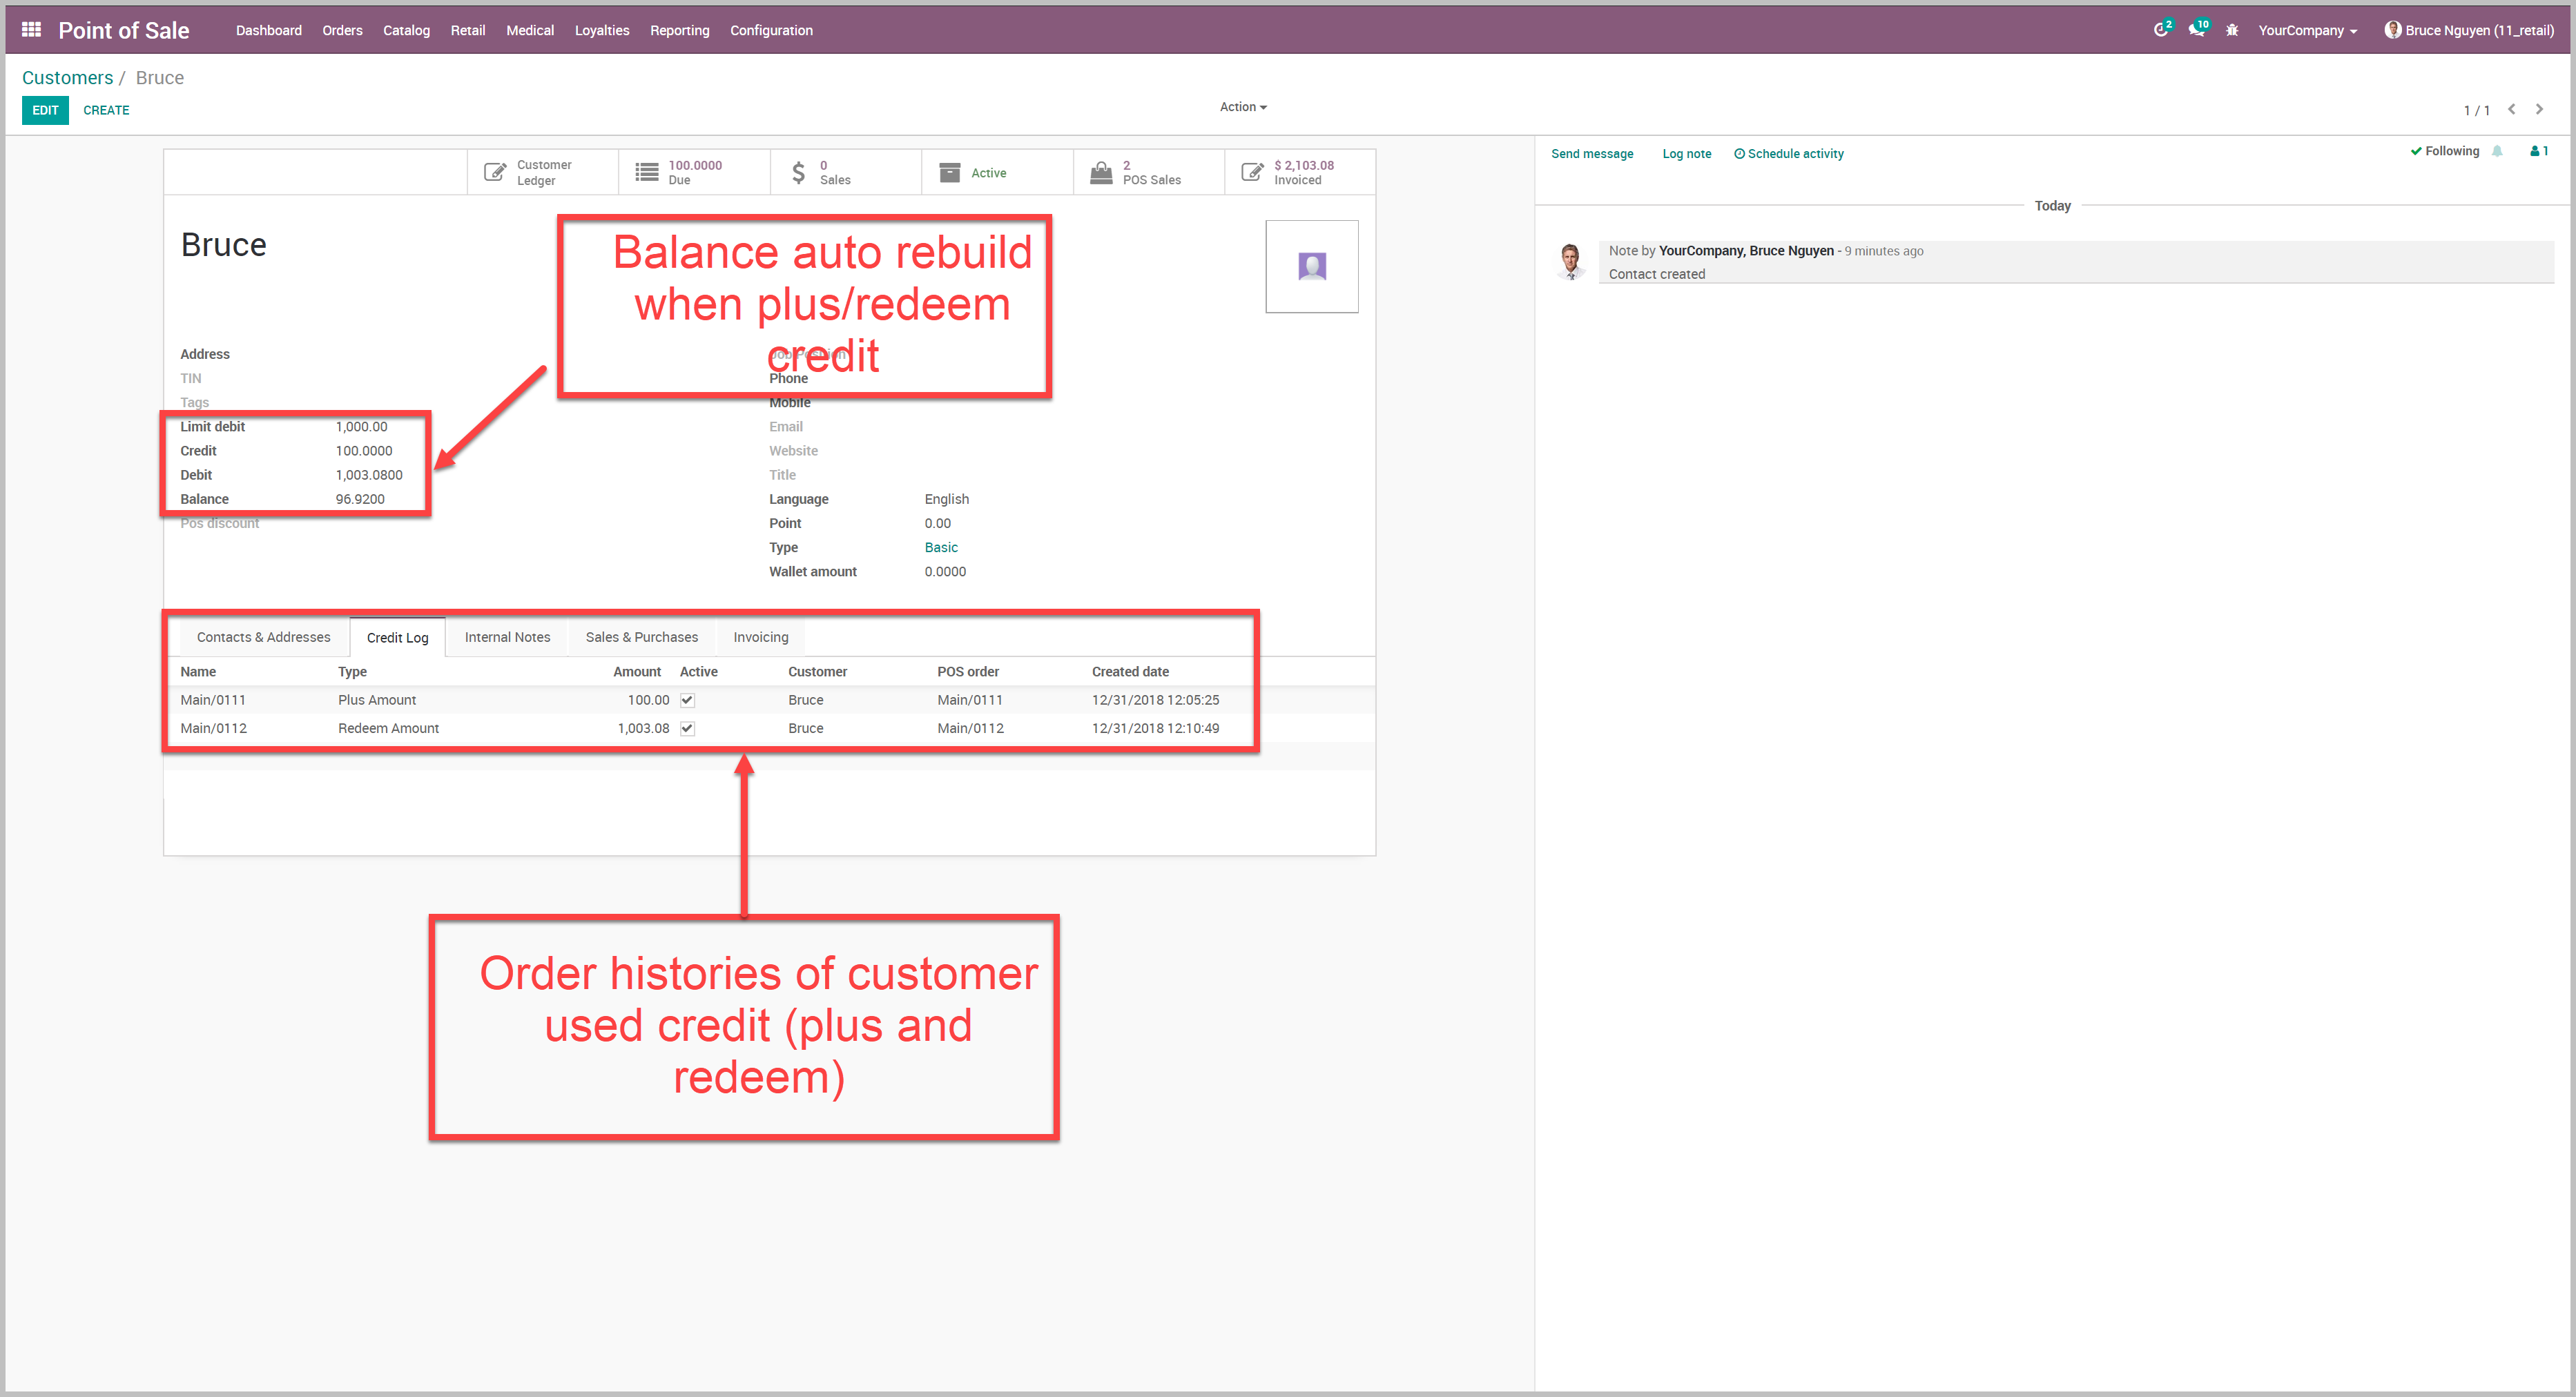 Point of Sale Dashboard Orders Catalog Retail Medical Loyalties Reporting Configuration 2 10 YourCompany Bruce Nguyen (11_retail)
Customers / Bruce
EDIT CREATE
Action
1 / 1
Customer
Ledger
100.0000
Due
0
Sales
Active
2
POS Sales
$ 2,103.08
Invoiced
Bruce
Balance auto rebuild
when plus/redeem
credit
Address
TIN
Tags
Limit debit 1,000.00
Credit 100.0000
Debit 1,003.0800
Balance 96.9200
Pos discount
Job Position
Phone
Mobile
Email
Website
Title
Language English
Point 0.00
Type Basic
Wallet amount 0.0000
Contacts & Addresses Credit Log Internal Notes Sales & Purchases Invoicing
Name Type Amount Active Customer POS order Created date
Main/0111 Plus Amount 100.00 Bruce Main/0111 12/31/2018 12:05:25
Main/0112 Redeem Amount 1,003.08 Bruce Main/0112 12/31/2018 12:10:49
Order histories of customer
used credit (plus and
redeem)
Send message Log note Schedule activity
Following 1
Today
Note by YourCompany, Bruce Nguyen - 9 minutes ago
Contact created